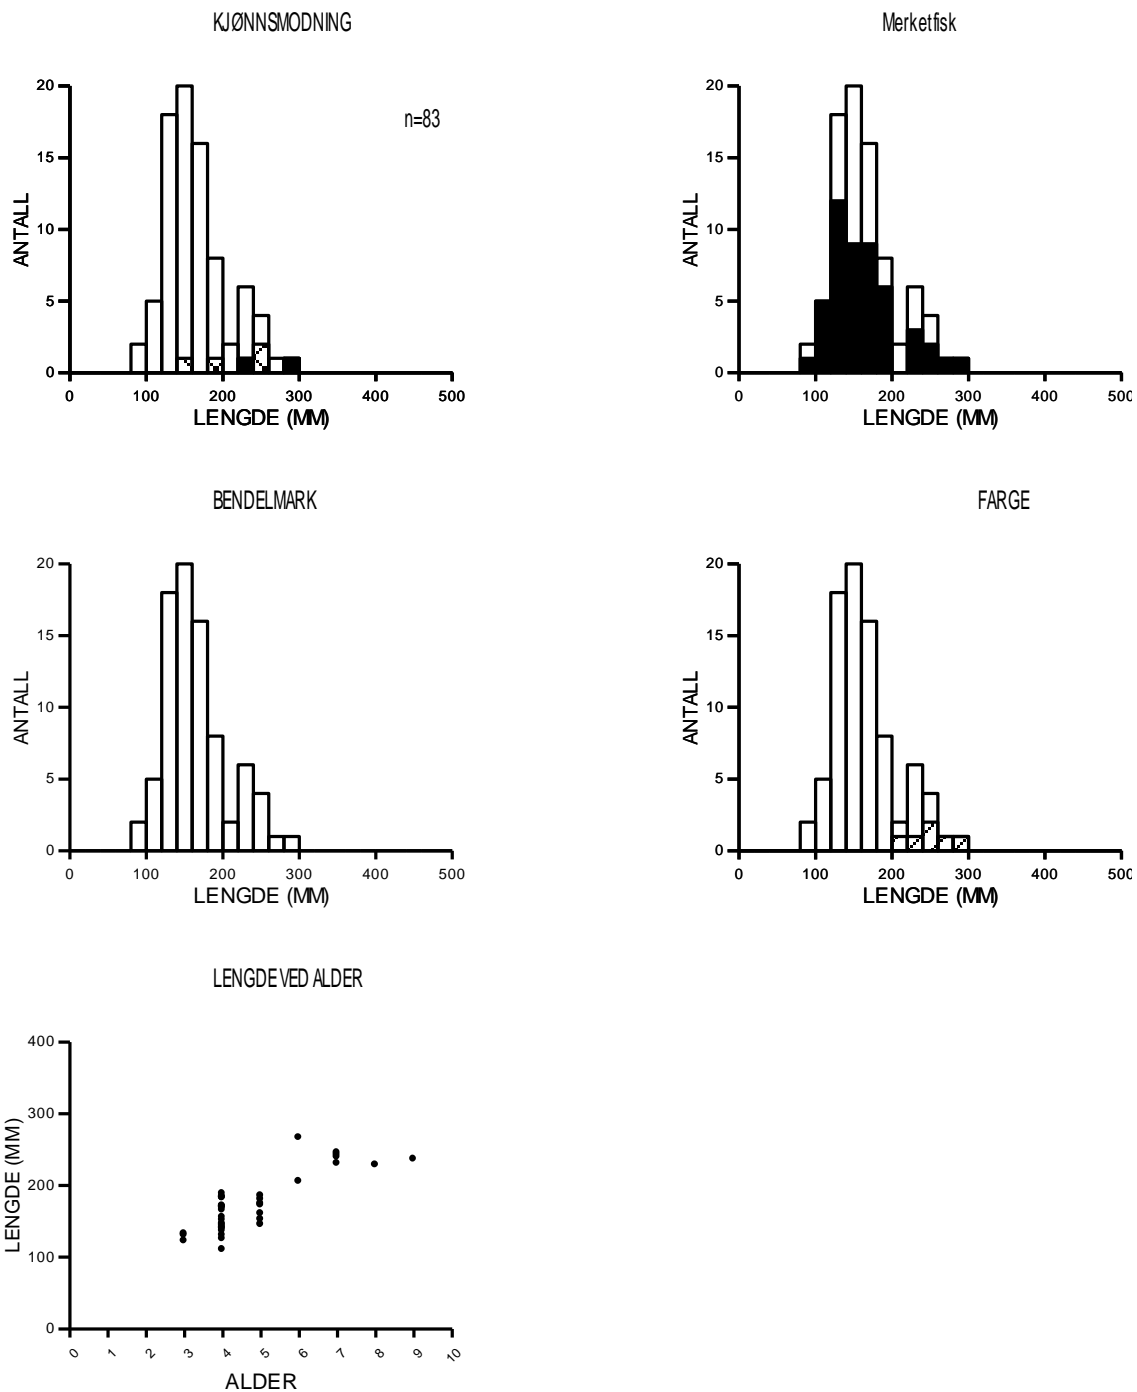 KJØNNSMODNING
n=83
ANTALL
20
15
10
5
0
0 100 200 300 400 500
LENGDE (MM)
Merketfisk
ANTALL
20
15
10
5
0
0 100 200 300 400 500
LENGDE (MM)
BENDELMARK
ANTALL
20
15
10
5
0
0 100 200 300 400 500
LENGDE (MM)
FARGE
ANTALL
20
15
10
5
0
0 100 200 300 400 500
LENGDE (MM)
LENGDE VED ALDER
LENGDE (MM)
400
300
200
100
0
0 1 2 3 4 5 6 7 8 9 10
ALDER